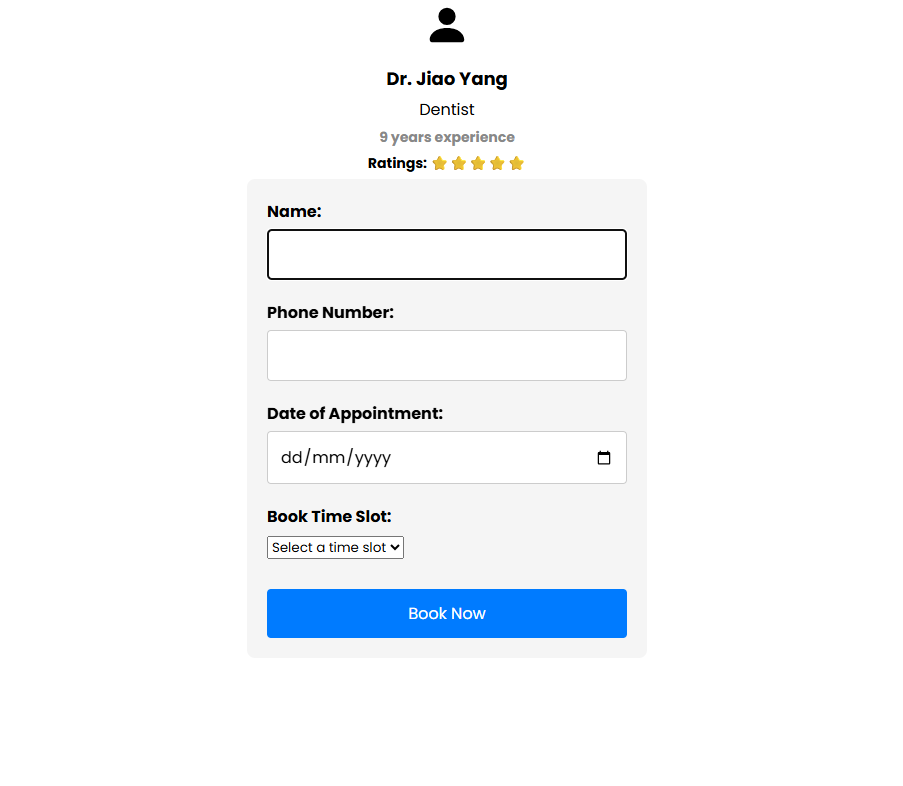 Dr. Jiao Yang
Dentist
9 years experience
Ratings: ⭐⭐⭐⭐⭐
Name:
Phone Number:
Date of Appointment:
dd/mm/yyyy
Book Time Slot:
Select a time slot
Book Now